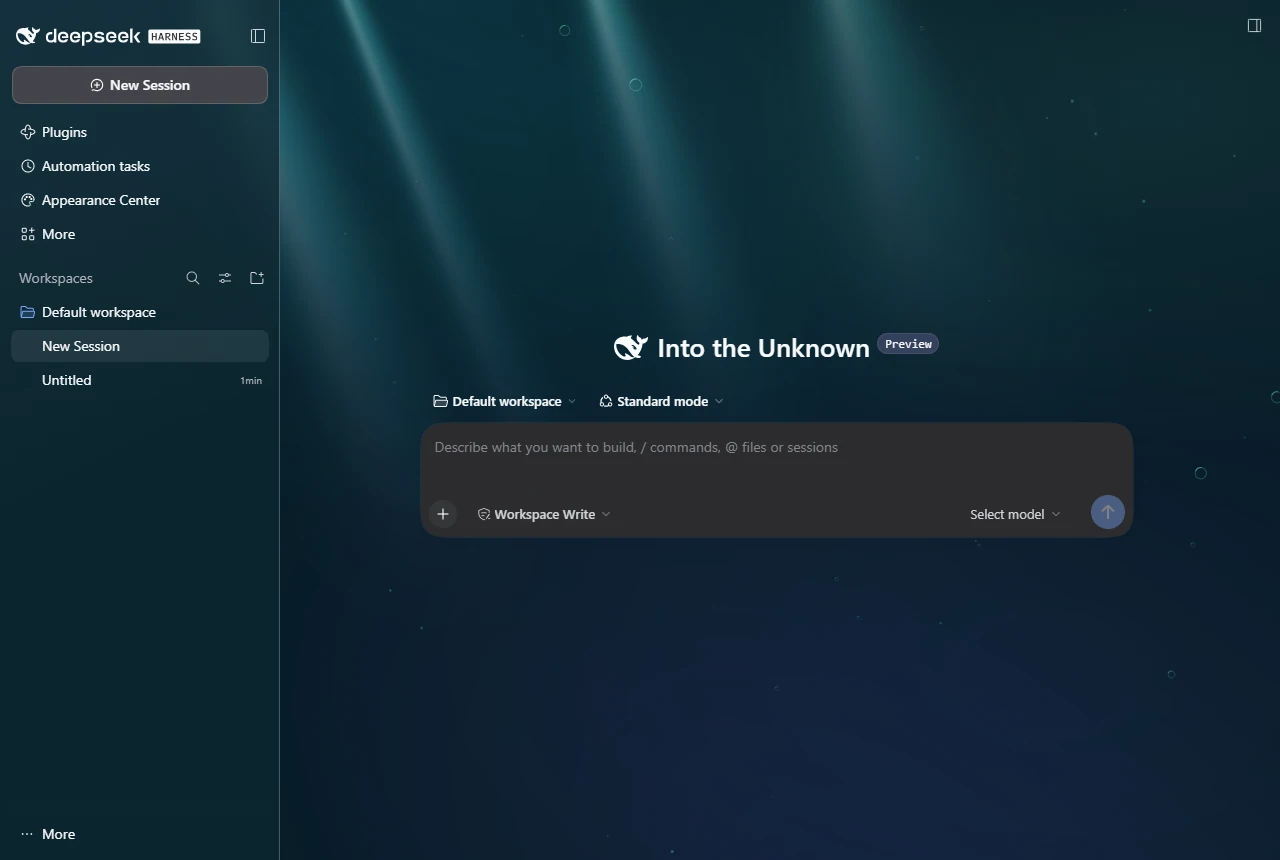 deepseek HARNESS
New Session
Plugins
Automation tasks
Appearance Center
More
Workspaces
Default workspace
New Session
Untitled 1min
More
Into the Unknown Preview
Default workspace Standard mode
Describe what you want to build, / commands, @ files or sessions
Workspace Write Select model